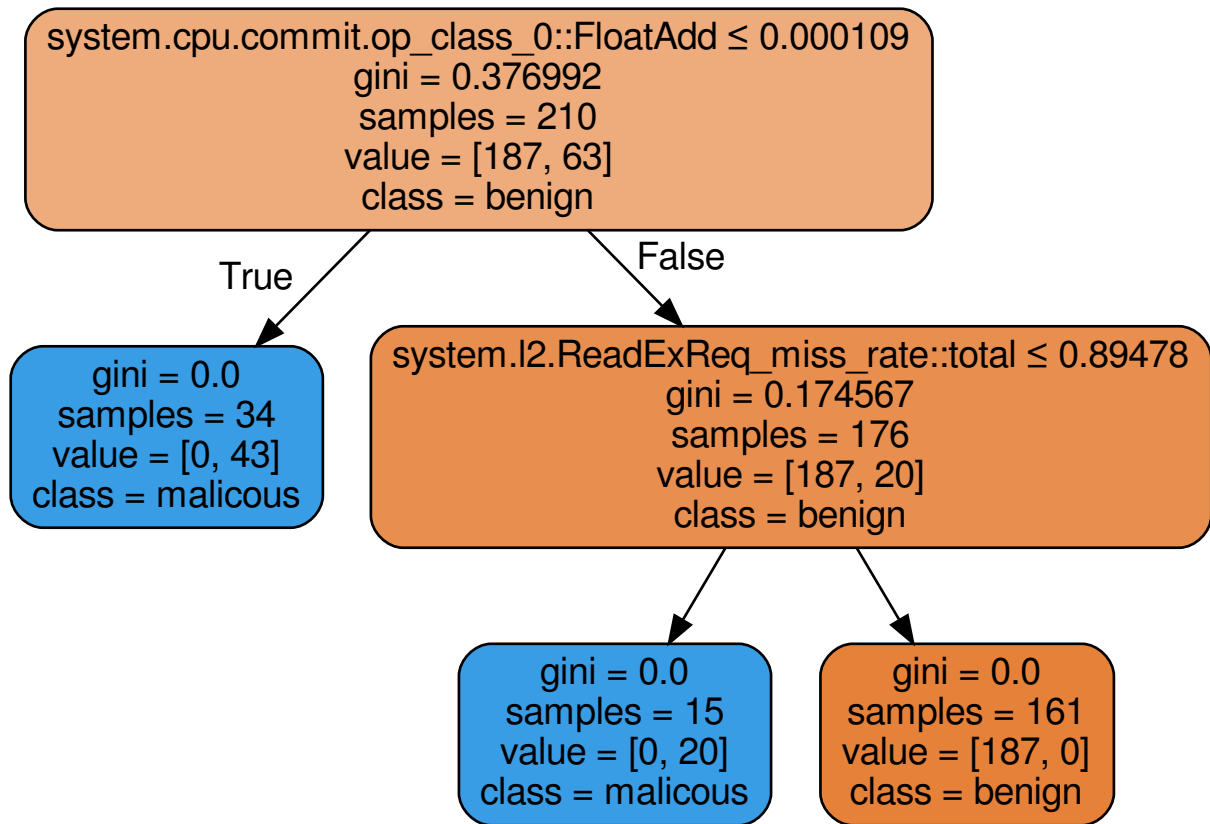 system.cpu.commit.op_class_0::FloatAdd ≤ 0.000109
gini = 0.376992
samples = 210
value = [187, 63]
class = benign
True
False
gini = 0.0
samples = 34
value = [0, 43]
class = malicous
system.l2.ReadExReq_miss_rate::total ≤ 0.89478
gini = 0.174567
samples = 176
value = [187, 20]
class = benign
gini = 0.0
samples = 15
value = [0, 20]
class = malicous
gini = 0.0
samples = 161
value = [187, 0]
class = benign